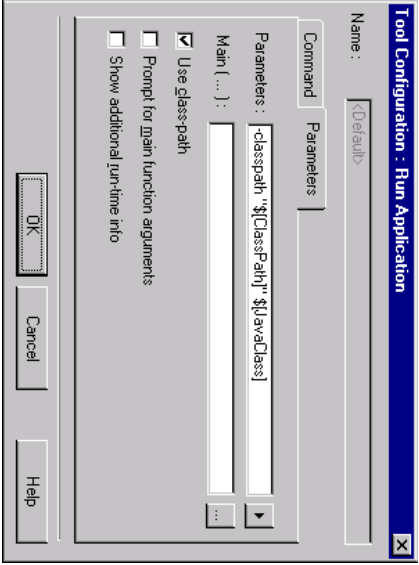 Tool Configuration : Run Application
Name :
<Default>
Command Parameters
Parameters : -classpath "$[ClassPath]" $[JavaClass]
Main ( ... ) : ...
Use class-path
Prompt for main function arguments
Show additional run-time info
OK Cancel Help